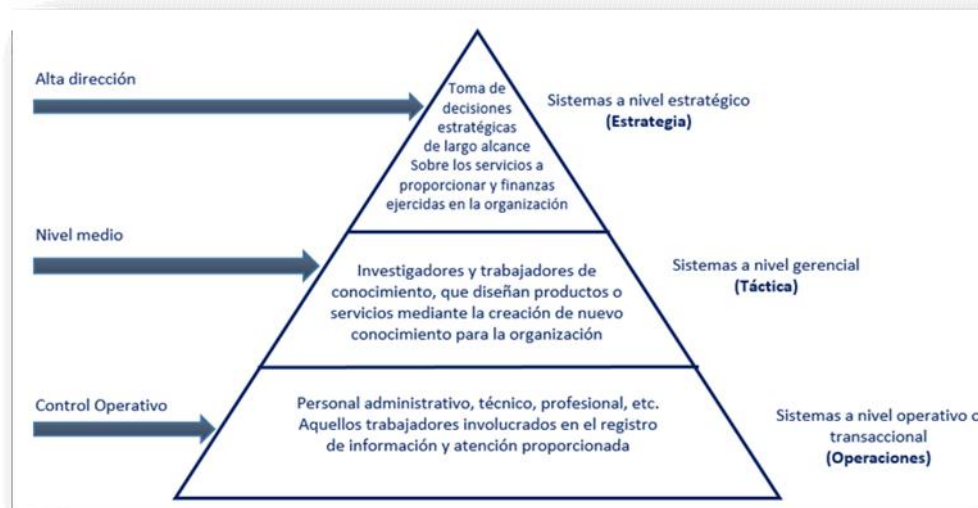 Alta dirección
Toma de
decisiones
estratégicas
de largo alcance
Sobre los servicios a
proporcionar y finanzas
ejercidas en la organización
Sistemas a nivel estratégico
(Estrategia)
Nivel medio
Investigadores y trabajadores de
conocimiento, que diseñan productos o
servicios mediante la creación de nuevo
conocimiento para la organización
Sistemas a nivel gerencial
(Táctica)
Control Operativo
Personal administrativo, técnico, profesional, etc.
Aquellos trabajadores involucrados en el registro
de información y atención proporcionada
Sistemas a nivel operativo o
transaccional
(Operaciones)